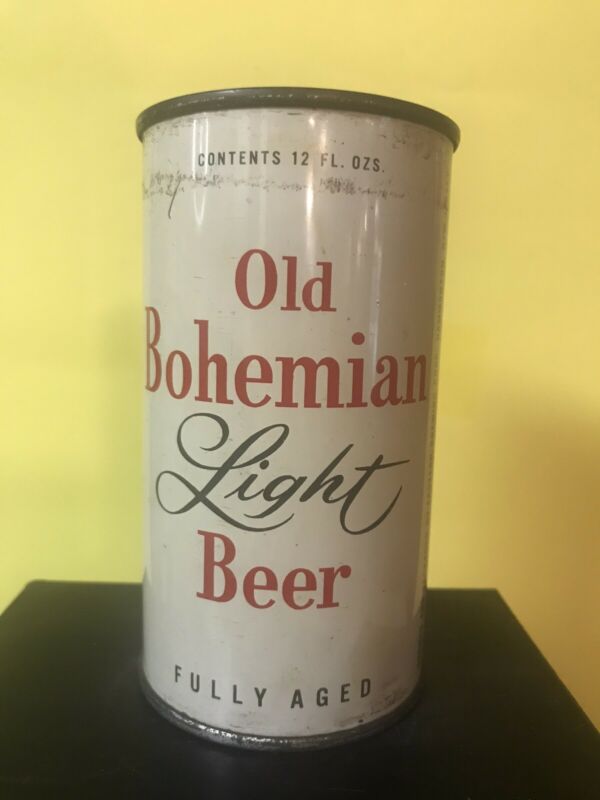 CONTENTS 12 FL. OZS.
Old
Bohemian
Light
Beer
FULLY AGED